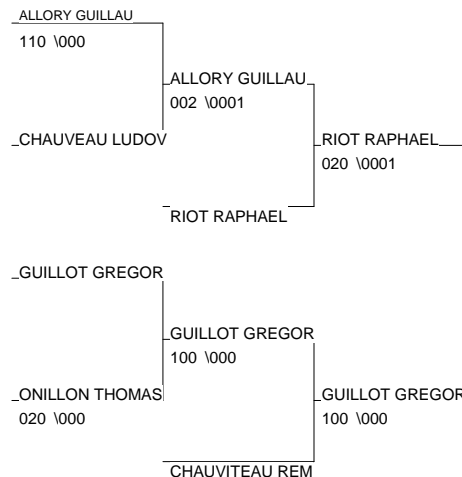 ALLORY GUILLAU
110 \000
ALLORY GUILLAU
002 \0001
CHAUVEAU LUDOV
RIOT RAPHAEL
020 \0001
RIOT RAPHAEL
GUILLOT GREGOR
GUILLOT GREGOR
100 \000
ONILLON THOMAS
020 \000
GUILLOT GREGOR
100 \000
CHAUVITEAU REM